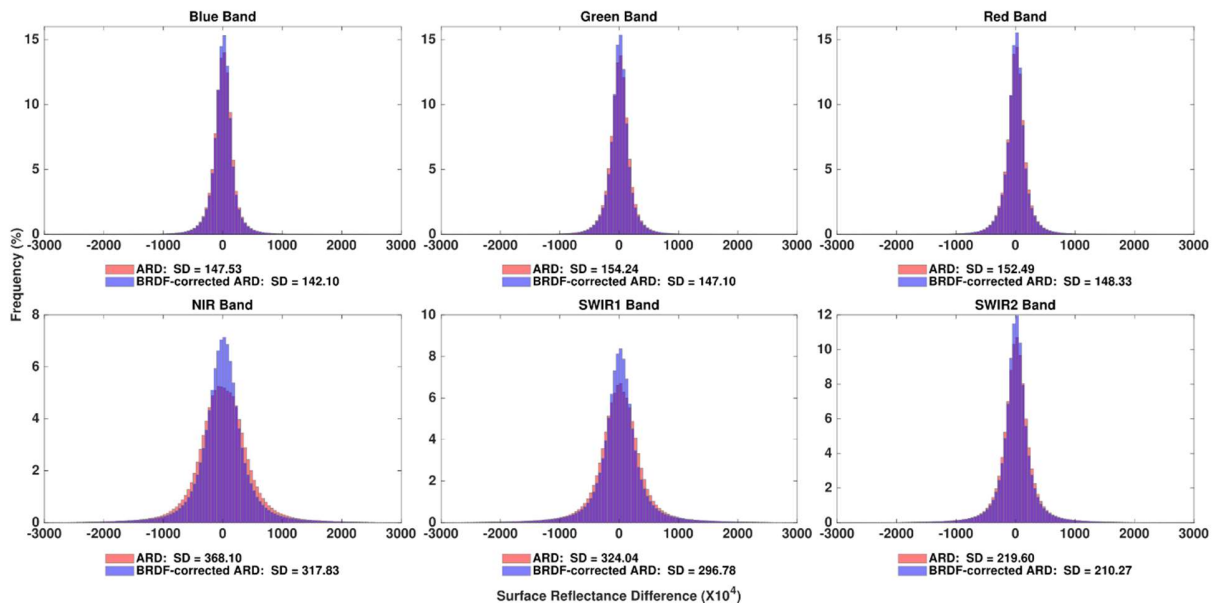 Blue Band
Green Band
Red Band
15
10
5
0
-3000 -2000 -1000 0 1000 2000 3000
15
10
5
0
-3000 -2000 -1000 0 1000 2000 3000
15
10
5
0
-3000 -2000 -1000 0 1000 2000 3000
Frequency (%)
ARD: SD = 147.53
BRDF-corrected ARD: SD = 142.10
ARD: SD = 154.24
BRDF-corrected ARD: SD = 147.10
ARD: SD = 152.49
BRDF-corrected ARD: SD = 148.33
NIR Band
SWIR1 Band
SWIR2 Band
8
6
4
2
0
-3000 -2000 -1000 0 1000 2000 3000
10
8
6
4
2
0
-3000 -2000 -1000 0 1000 2000 3000
12
10
8
6
4
2
0
-3000 -2000 -1000 0 1000 2000 3000
ARD: SD = 368.10
BRDF-corrected ARD: SD = 317.83
ARD: SD = 324.04
BRDF-corrected ARD: SD = 296.78
ARD: SD = 219.60
BRDF-corrected ARD: SD = 210.27
Surface Reflectance Difference (X10⁴)